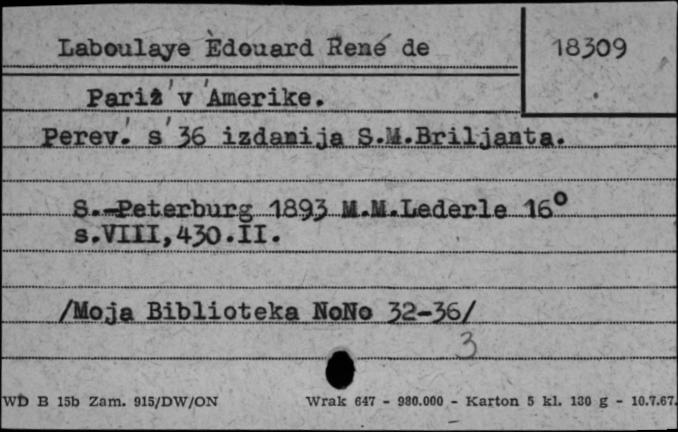 Laboulaye Èdouard René de
18309
Pariž' v 'Amerike.
Perev.' s' 36 izdanija S.M.Briljanta.
S.-Peterburg 1893 M.M.Lederle 16°
s.VIII,430.II.
/Moja Biblioteka NoNo 32-36/
3
WD B 15b Zam. 915/DW/ON
Wrak 647 - 980.000 - Karton 5 kl. 180 g - 10.7.67.